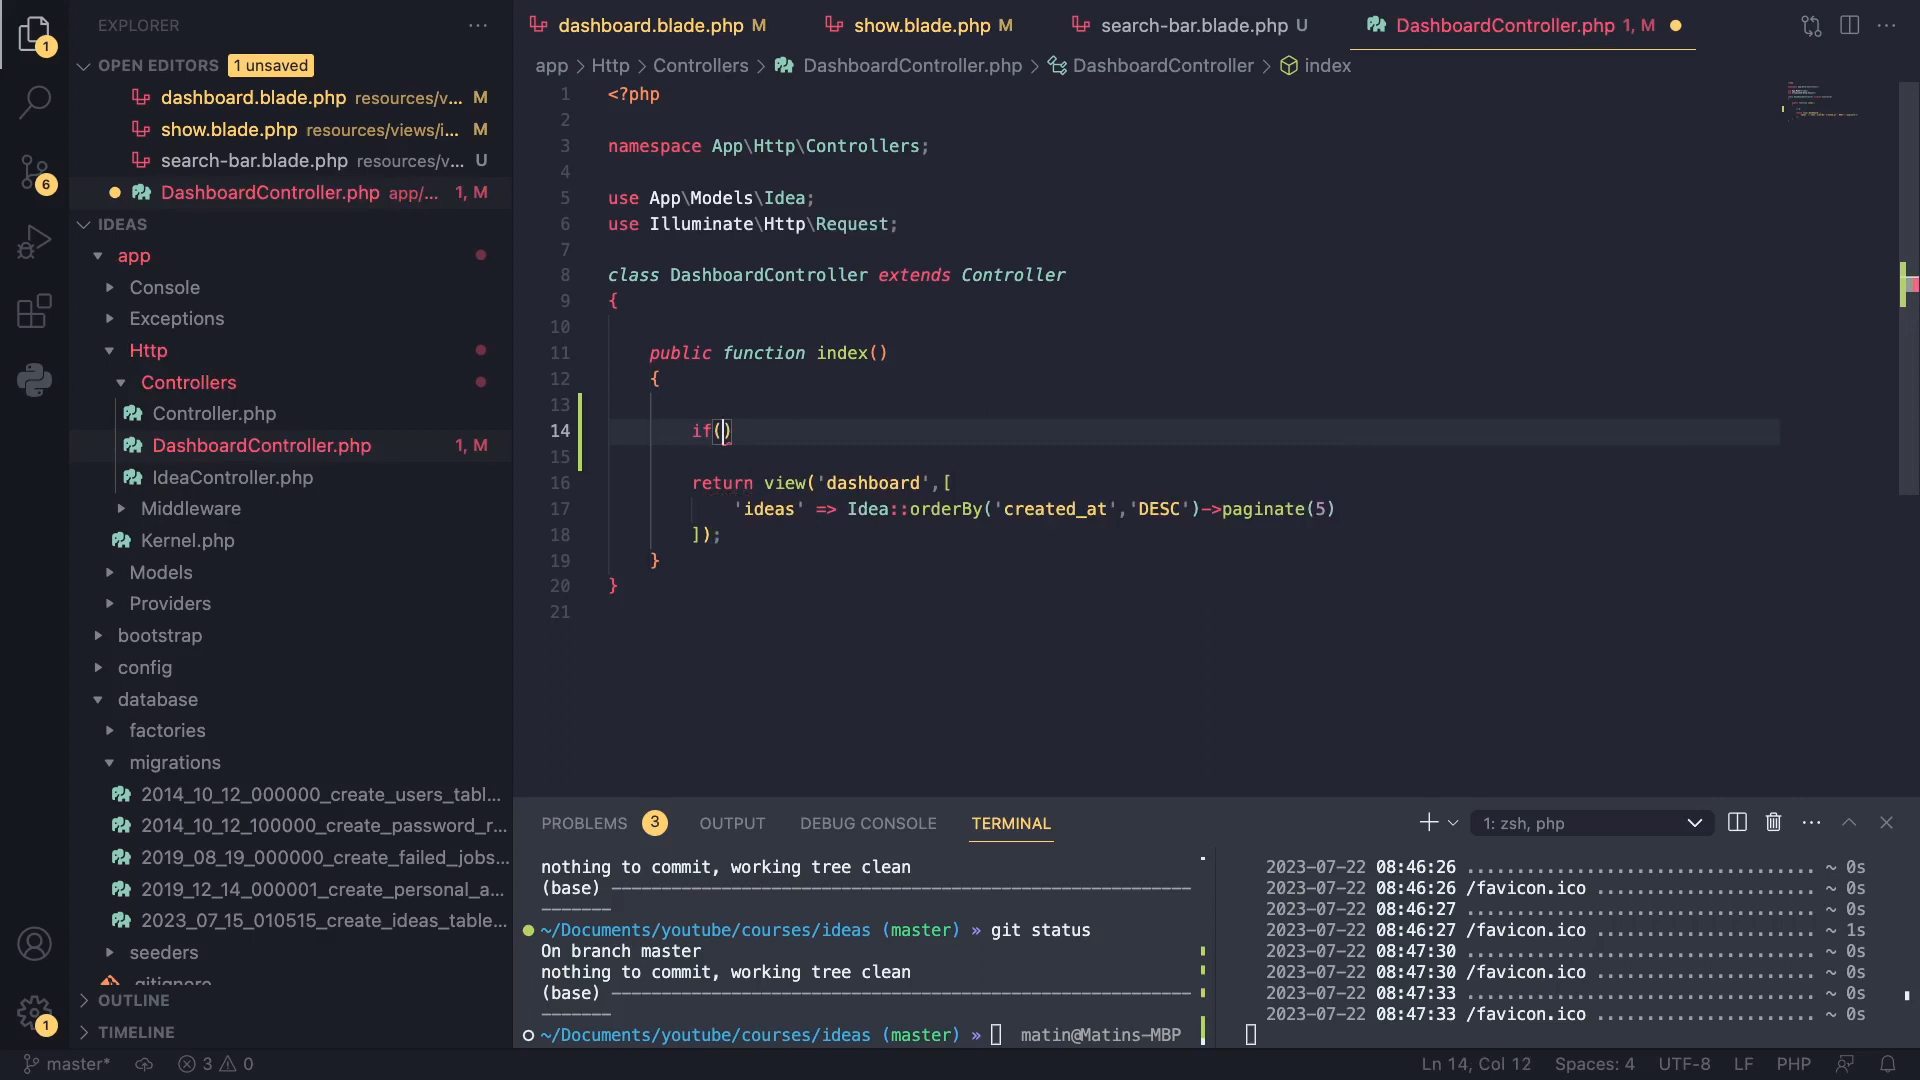 EXPLORER
OPEN EDITORS 1 unsaved
dashboard.blade.php resources/v... M
show.blade.php resources/views/i... M
search-bar.blade.php resources/v... U
DashboardController.php app/... 1, M
IDEAS
app
Console
Exceptions
Http
Controllers
Controller.php
DashboardController.php 1, M
IdeaController.php
Middleware
Kernel.php
Models
Providers
bootstrap
config
database
factories
migrations
2014_10_12_000000_create_users_tabl...
2014_10_12_100000_create_password_r...
2019_08_19_000000_create_failed_jobs...
2019_12_14_000001_create_personal_a...
2023_07_15_010515_create_ideas_table...
seeders
.gitignore
OUTLINE
TIMELINE
1
6
1
dashboard.blade.php M
show.blade.php M
search-bar.blade.php U
DashboardController.php 1, M
app > Http > Controllers > DashboardController.php > DashboardController > index
1 <?php
2
3 namespace App\Http\Controllers;
4
5 use App\Models\Idea;
6 use Illuminate\Http\Request;
7
8 class DashboardController extends Controller
9 {
10
11 public function index()
12 {
13
14 if()
15
16 return view('dashboard',[
17 'ideas' => Idea::orderBy('created_at','DESC')->paginate(5)
18 ]);
19 }
20 }
21
PROBLEMS 3 OUTPUT DEBUG CONSOLE TERMINAL
1: zsh, php
nothing to commit, working tree clean
(base)
~/Documents/youtube/courses/ideas (master) » git status
On branch master
nothing to commit, working tree clean
(base)
~/Documents/youtube/courses/ideas (master) » matin@Matins-MBP
2023-07-22 08:46:26 ................................. ~ 0s
2023-07-22 08:46:26 /favicon.ico ..................... ~ 0s
2023-07-22 08:46:27 ................................. ~ 0s
2023-07-22 08:46:27 /favicon.ico ..................... ~ 1s
2023-07-22 08:47:30 ................................. ~ 0s
2023-07-22 08:47:30 /favicon.ico ..................... ~ 0s
2023-07-22 08:47:33 ................................. ~ 0s
2023-07-22 08:47:33 /favicon.ico ..................... ~ 0s
master* 3 0
Ln 14, Col 12 Spaces: 4 UTF-8 LF PHP